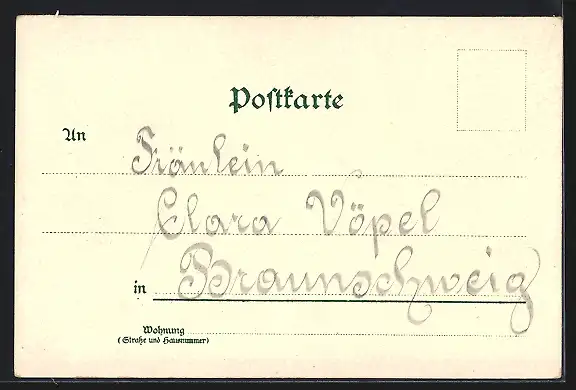 Postkarte
An Fräulein
Clara Vöpel
in Braunschweig
Wohnung
(Straße und Hausnummer)